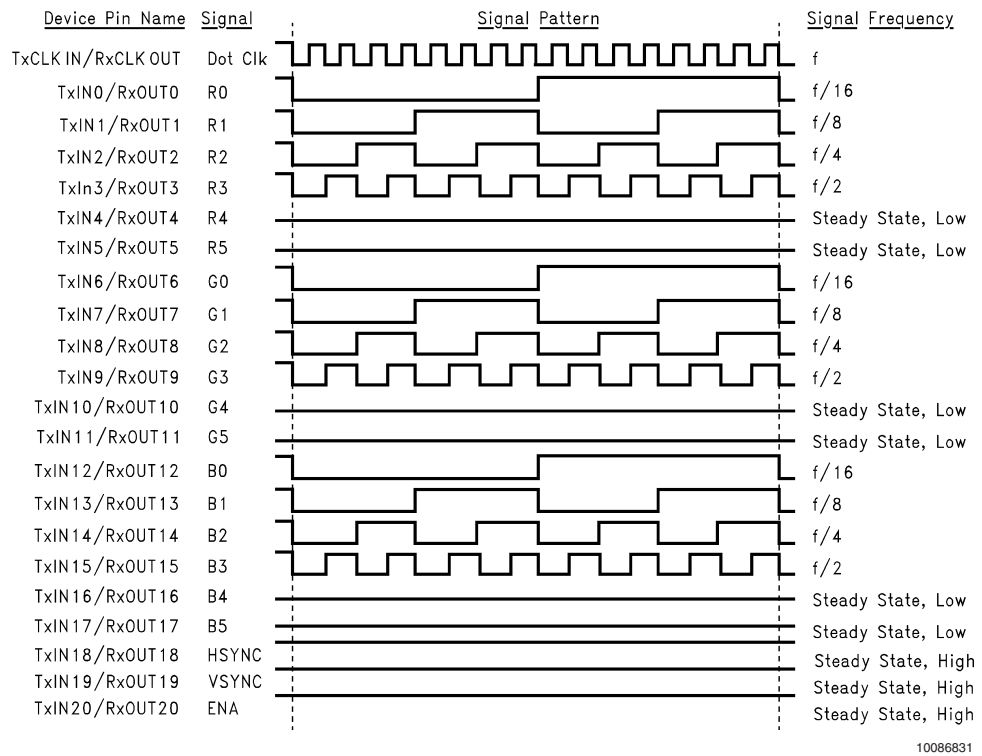 Device Pin Name Signal Signal Pattern Signal Frequency
TxCLK IN/RxCLK OUT Dot Clk f
TxIN0/RxOUT0 R0 f/16
TxIN1/RxOUT1 R1 f/8
TxIN2/RxOUT2 R2 f/4
TxIn3/RxOUT3 R3 f/2
TxIN4/RxOUT4 R4 Steady State, Low
TxIN5/RxOUT5 R5 Steady State, Low
TxIN6/RxOUT6 G0 f/16
TxIN7/RxOUT7 G1 f/8
TxIN8/RxOUT8 G2 f/4
TxIN9/RxOUT9 G3 f/2
TxIN10/RxOUT10 G4 Steady State, Low
TxIN11/RxOUT11 G5 Steady State, Low
TxIN12/RxOUT12 B0 f/16
TxIN13/RxOUT13 B1 f/8
TxIN14/RxOUT14 B2 f/4
TxIN15/RxOUT15 B3 f/2
TxIN16/RxOUT16 B4 Steady State, Low
TxIN17/RxOUT17 B5 Steady State, Low
TxIN18/RxOUT18 HSYNC Steady State, High
TxIN19/RxOUT19 VSYNC Steady State, High
TxIN20/RxOUT20 ENA Steady State, High
10086831